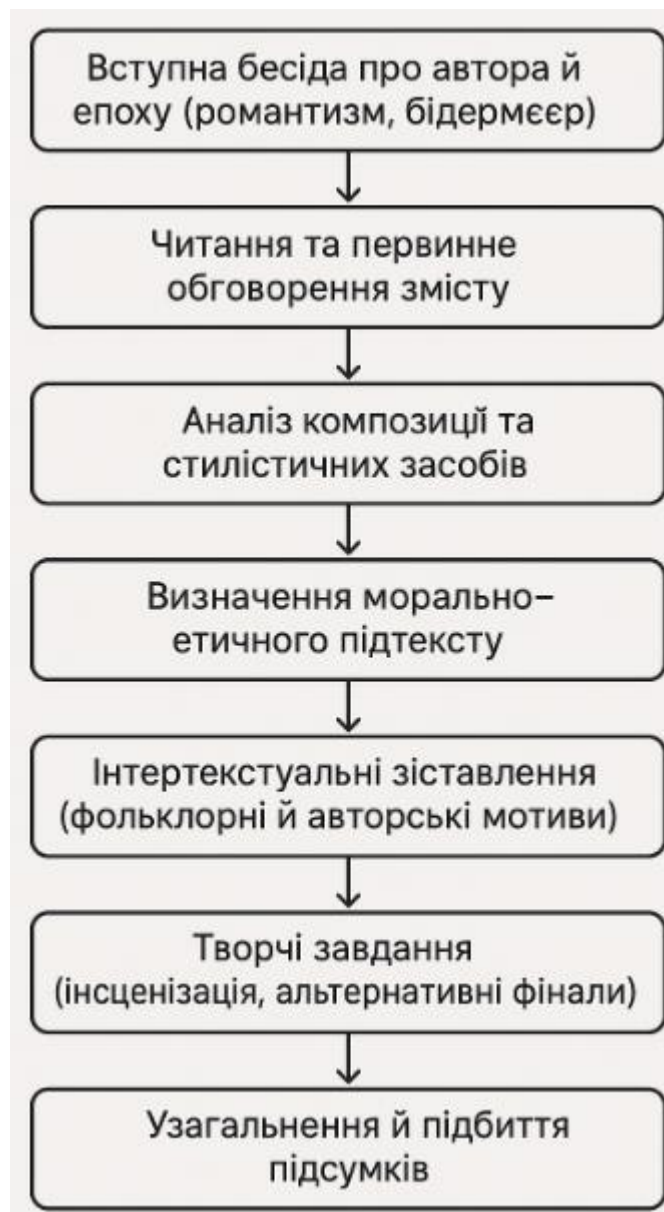 Вступна бесіда про автора й
епоху (романтизм, бідермєєр)
Читання та первинне
обговорення змісту
Аналіз композиції та
стилістичних засобів
Визначення морально–
етичного підтексту
Інтертекстуальні зіставлення
(фольклорні й авторські мотиви)
Творчі завдання
(інсценізація, альтернативні фінали)
Узагальнення й підбиття
підсумків